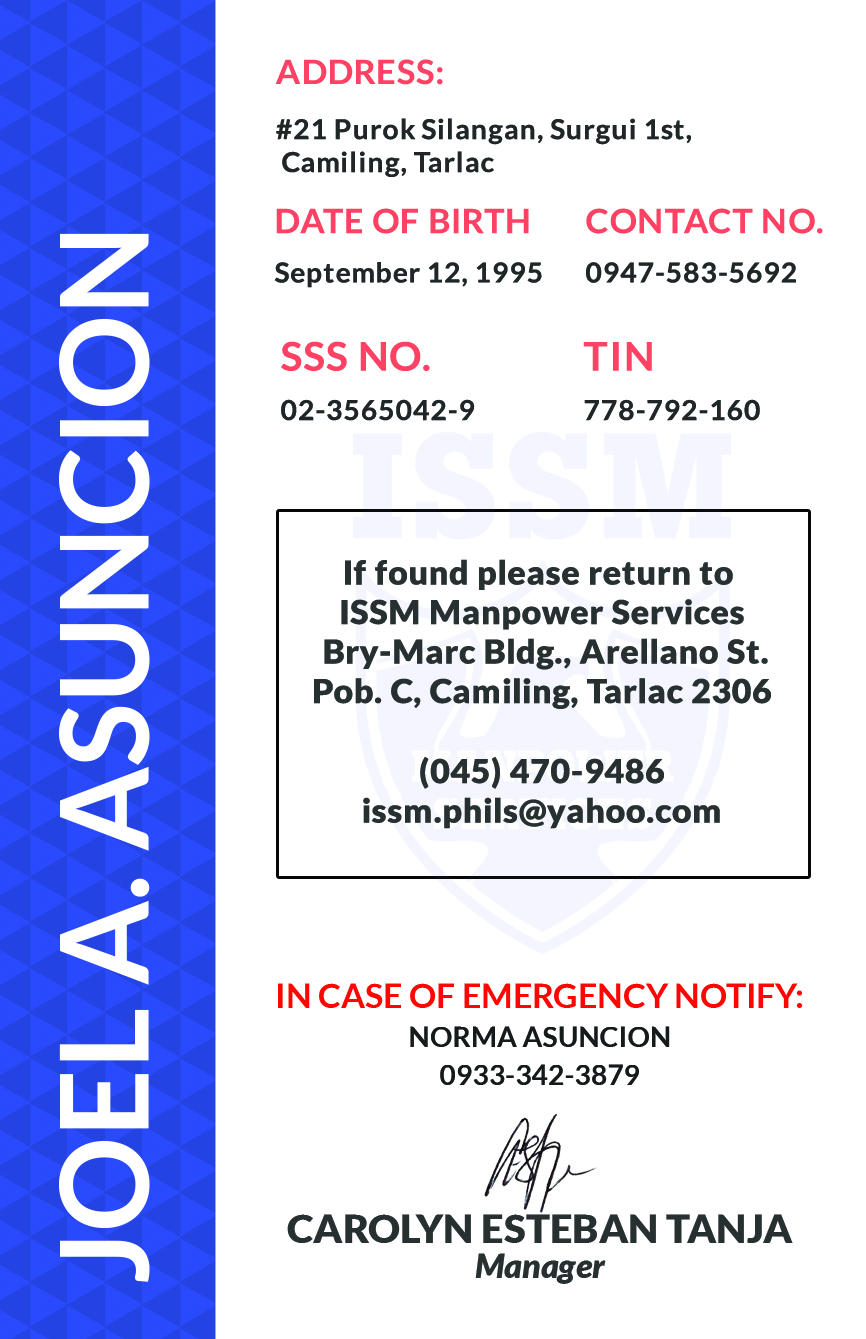 JOEL A. ASUNCION
ADDRESS:
#21 Purok Silangan, Surgui 1st,
Camiling, Tarlac
DATE OF BIRTH
September 12, 1995
CONTACT NO.
0947-583-5692
SSS NO.
02-3565042-9
TIN
778-792-160
ISSM
If found please return to
ISSM Manpower Services
Bry-Marc Bldg., Arellano St.
Pob. C, Camiling, Tarlac 2306
(045) 470-9486
issm.phils@yahoo.com
IN CASE OF EMERGENCY NOTIFY:
NORMA ASUNCION
0933-342-3879
CAROLYN ESTEBAN TANJA
Manager